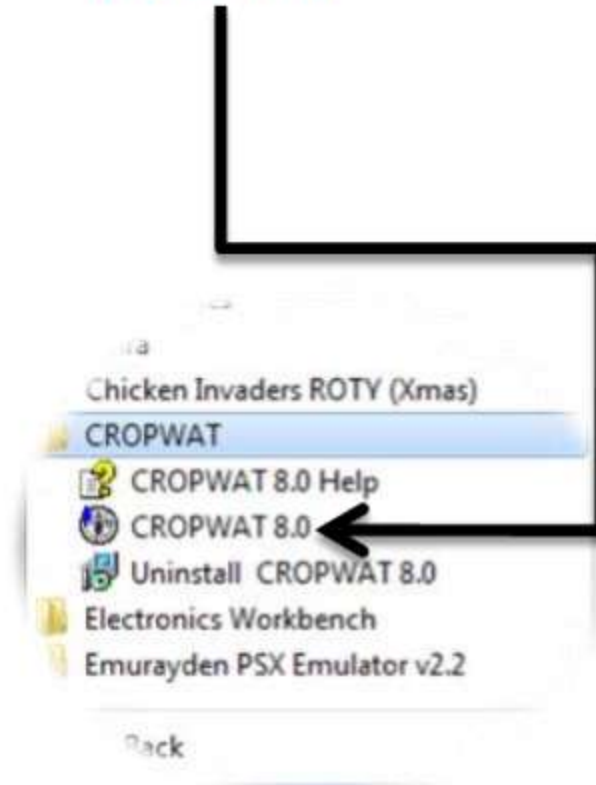 Chicken Invaders ROTY (Xmas)
CROPWAT
CROPWAT 8.0 Help
CROPWAT 8.0
Uninstall CROPWAT 8.0
Electronics Workbench
Emurayden PSX Emulator v2.2
Back